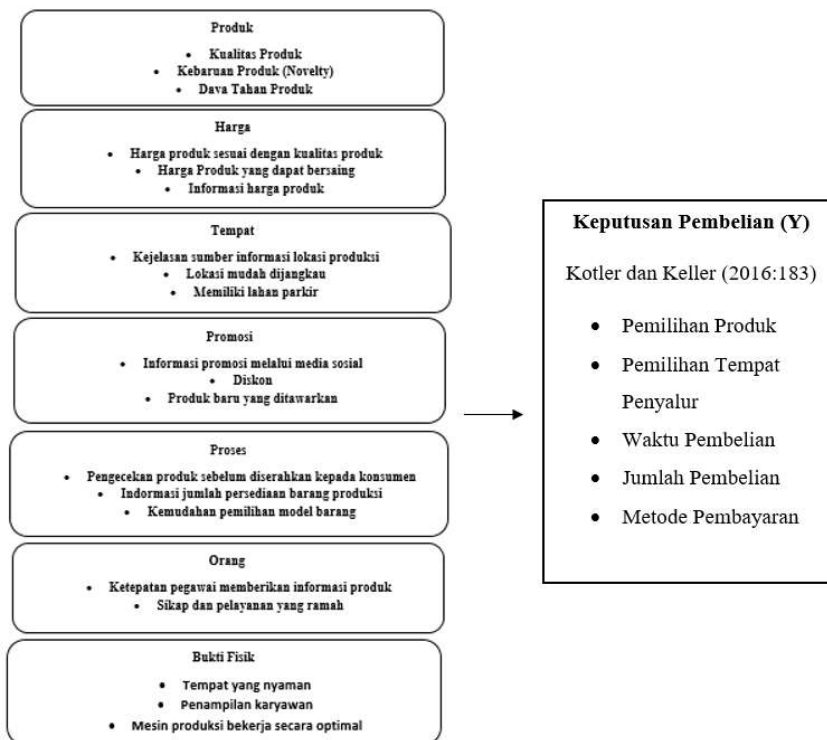 Produk
• Kualitas Produk
• Kebaruan Produk (Novelty)
• Daya Tahan Produk
Harga
• Harga produk sesuai dengan kualitas produk
• Harga Produk yang dapat bersaing
• Informasi harga produk
Tempat
• Kejelasan sumber informasi lokasi produksi
• Lokasi mudah dijangkau
• Memiliki lahan parkir
Promosi
• Informasi promosi melalui media sosial
• Diskon
• Produk baru yang ditawarkan
Proses
• Pengecekan produk sebelum diserahkan kepada konsumen
• Indormasi jumlah persediaan barang produksi
• Kemudahan pemilihan model barang
Orang
• Ketepatan pegawai memberikan informasi produk
• Sikap dan pelayanan yang ramah
Bukti Fisik
• Tempat yang nyaman
• Penampilan karyawan
• Mesin produksi bekerja secara optimal
Keputusan Pembelian (Y)
Kotler dan Keller (2016:183)
• Pemilihan Produk
• Pemilihan Tempat
Penyalur
• Waktu Pembelian
• Jumlah Pembelian
• Metode Pembayaran